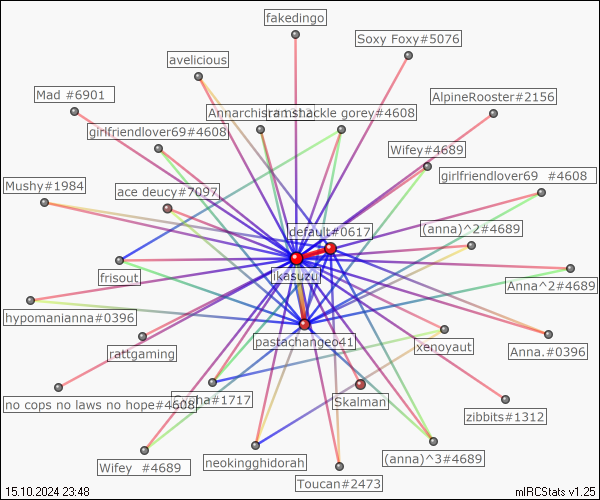 fakedingo
Soxy Foxy#5076
avelicious
Mad #6901
AlpineRooster#2156
shackle gorey#4608
girlfriendlover69#4608
Wifey#4689
girlfriendlover69 #4608
Mushy#1984
ace deucy#7097
default#0617
(anna)^2#4689
ikasuzu
frisout
Anna^2#4689
hypomanianna#0396
pastachangeo41
xenoyaut
Anna.#0396
rattgaming
no cops no laws no hope#4608
#1717
Skalman
zibbits#1312
Wifey #4689
neokingghidorah
(anna)^3#4689
Toucan#2473
15.10.2024 23:48
mIRCStats v1.25